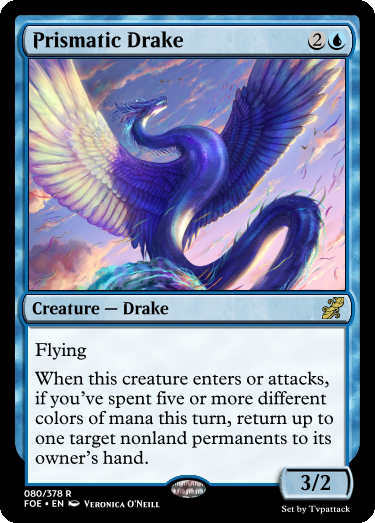 Prismatic Drake 2
Creature — Drake
Flying
When this creature enters or attacks,
if you've spent five or more different
colors of mana this turn, return up to
one target nonland permanents to its
owner's hand.
3/2
080/378 R
FOE • EN Veronica O'Neill
Set by Tvpattack